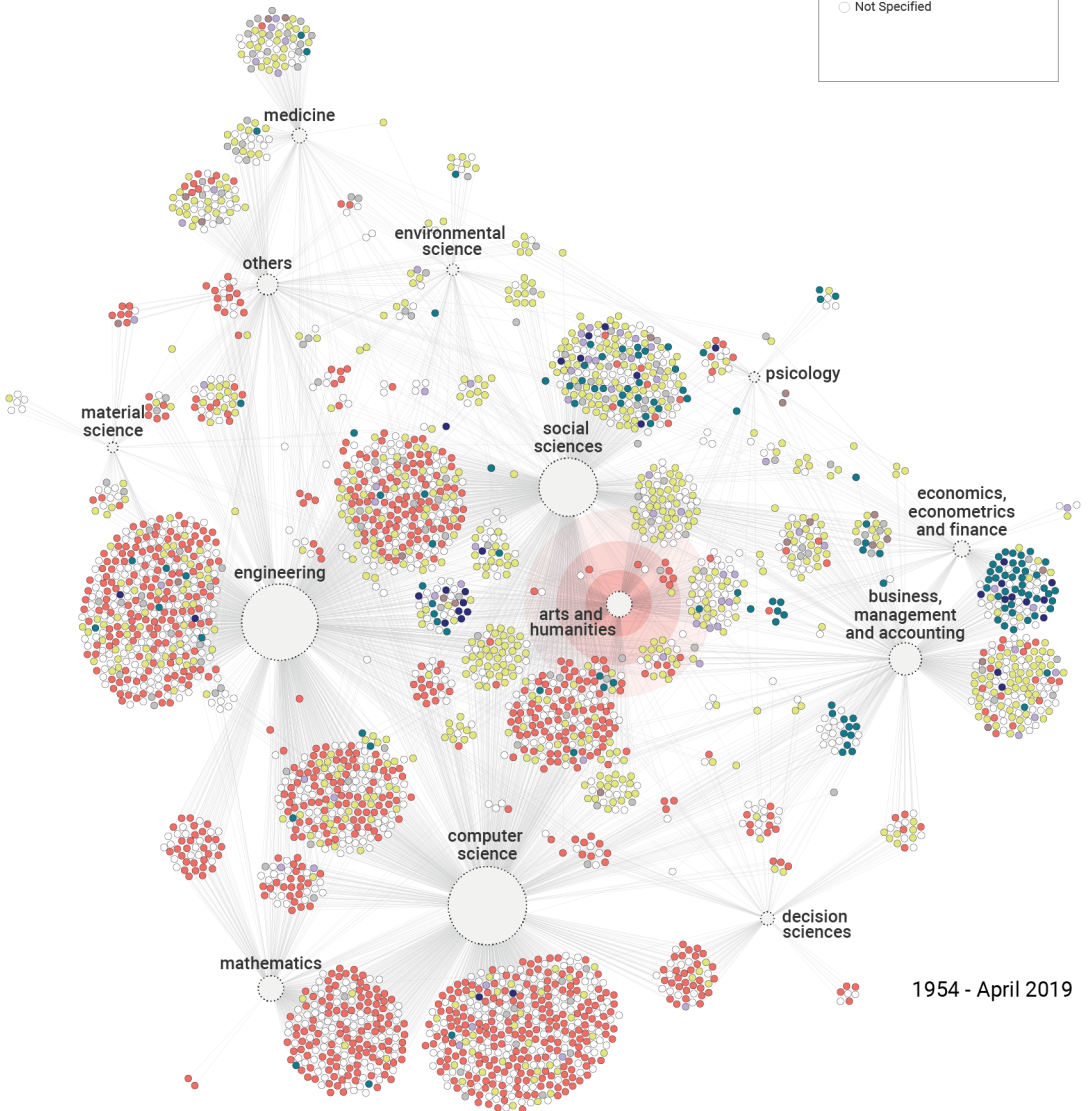 Not Specified
medicine
environmental
science
others
psicology
material
science
social
sciences
economics,
econometrics
and finance
engineering
business,
management
and accounting
arts and
humanities
computer
science
decision
sciences
mathematics
1954 - April 2019